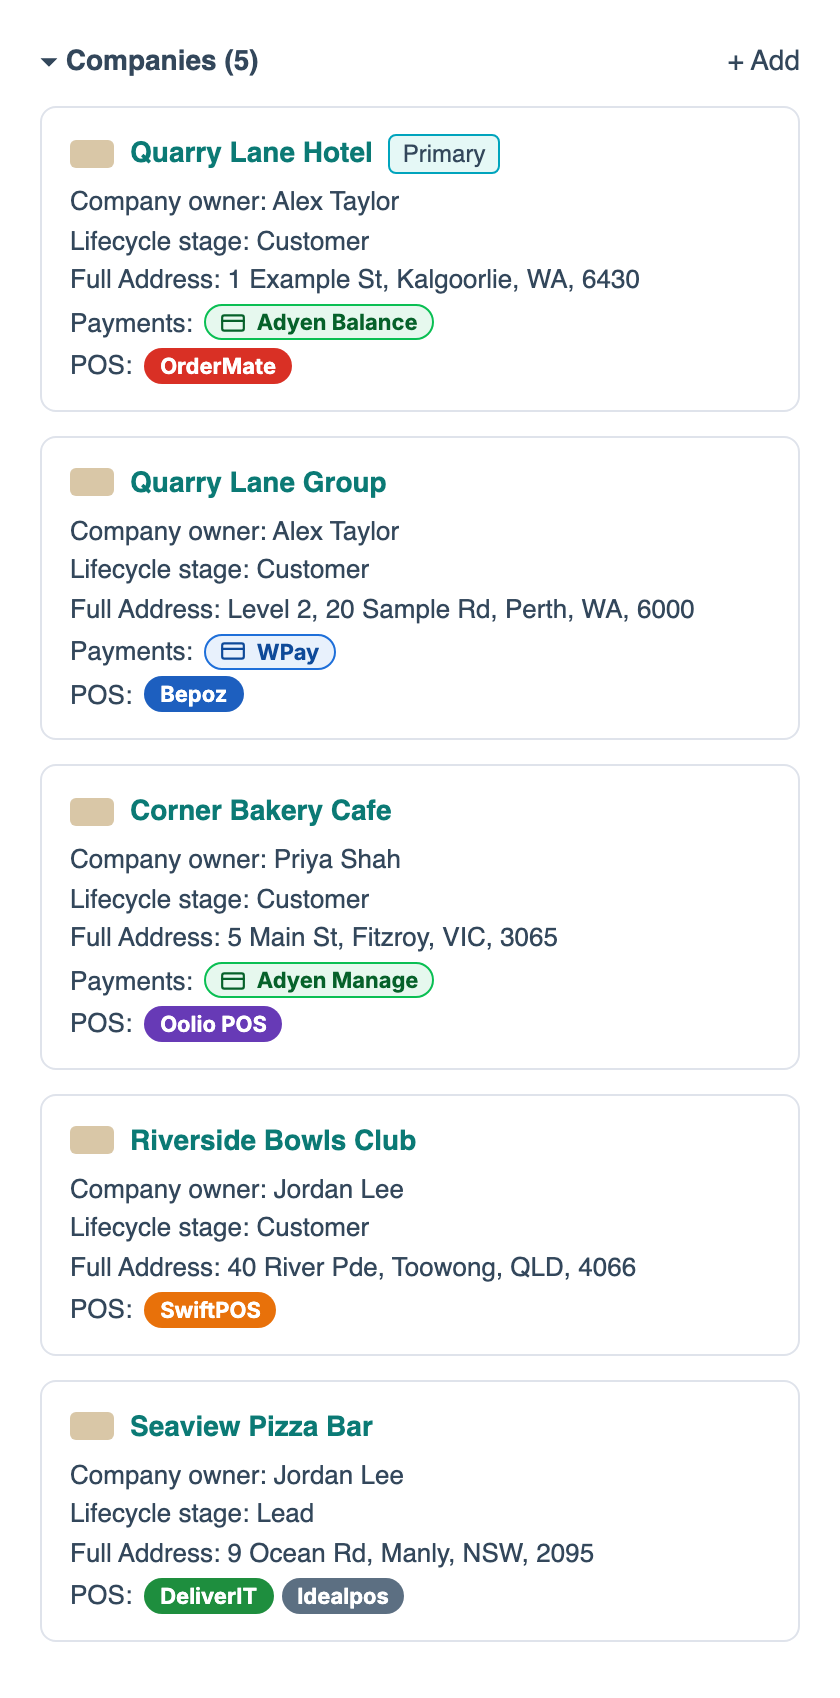 Companies (5)
+ Add
Quarry Lane Hotel Primary
Company owner: Alex Taylor
Lifecycle stage: Customer
Full Address: 1 Example St, Kalgoorlie, WA, 6430
Payments: Adyen Balance
POS: OrderMate
Quarry Lane Group
Company owner: Alex Taylor
Lifecycle stage: Customer
Full Address: Level 2, 20 Sample Rd, Perth, WA, 6000
Payments: WPay
POS: Bepoz
Corner Bakery Cafe
Company owner: Priya Shah
Lifecycle stage: Customer
Full Address: 5 Main St, Fitzroy, VIC, 3065
Payments: Adyen Manage
POS: Oolio POS
Riverside Bowls Club
Company owner: Jordan Lee
Lifecycle stage: Customer
Full Address: 40 River Pde, Toowong, QLD, 4066
POS: SwiftPOS
Seaview Pizza Bar
Company owner: Jordan Lee
Lifecycle stage: Lead
Full Address: 9 Ocean Rd, Manly, NSW, 2095
POS: DeliverIT Idealpos